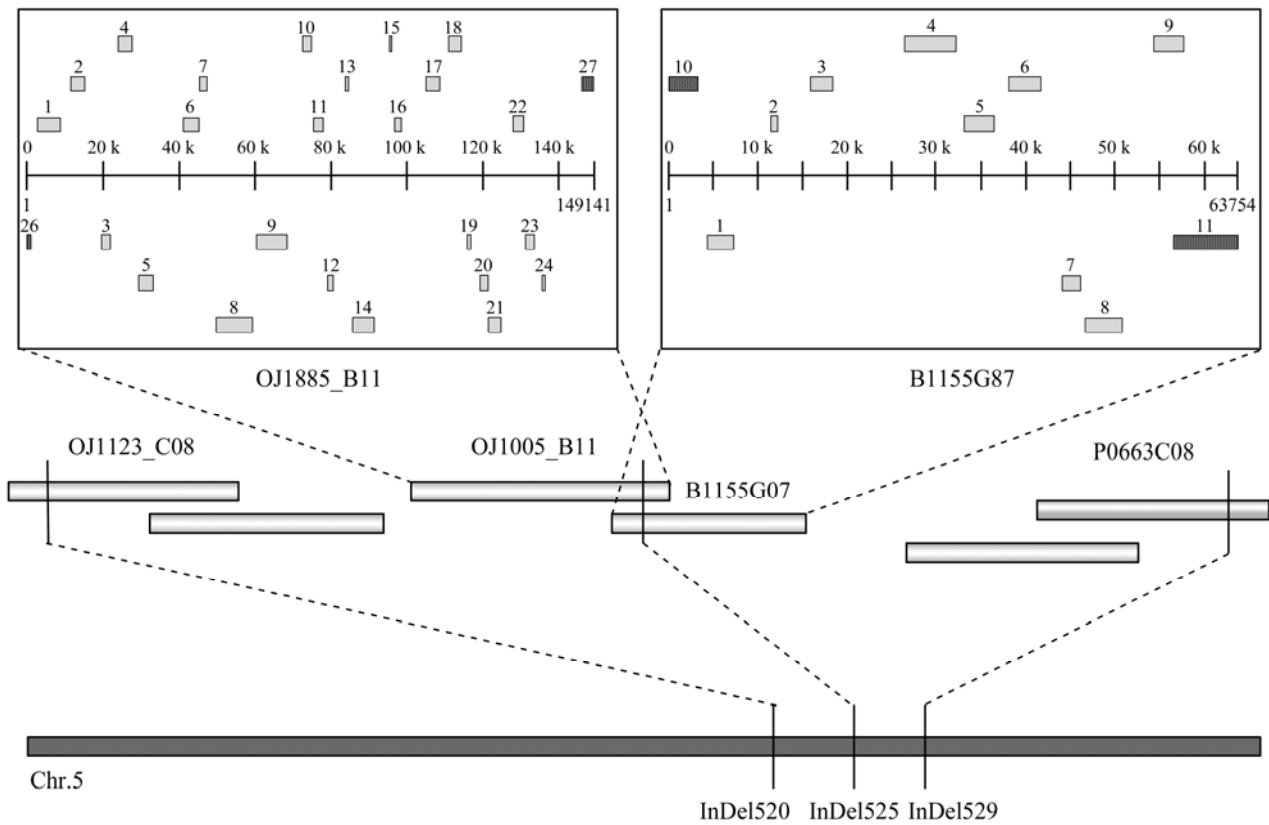 4 10 15 18
2 7 13 17 27
1 6 11 16 22
0 20 k 40 k 60 k 80 k 100 k 140 k
1 149141
26 3 9 19 23
5 12 20 24
8 14 21
4 9
10 3 6
2 5
0 10 k 20 k 30 k 40 k 50 k 60 k
1 63754
1 11
7
8
OJ1885_B11 B1155G87
OJ1123_C08 OJ1005_B11 P0663C08
B1155G07
Chr.5
InDel520 InDel525 InDel529